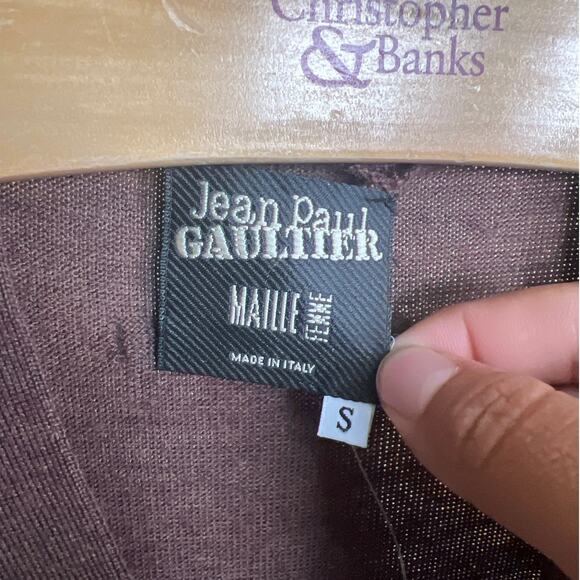 Christopher
& Banks
Jean Paul
GAULTIER
MAILLE FEMME
MADE IN ITALY
S